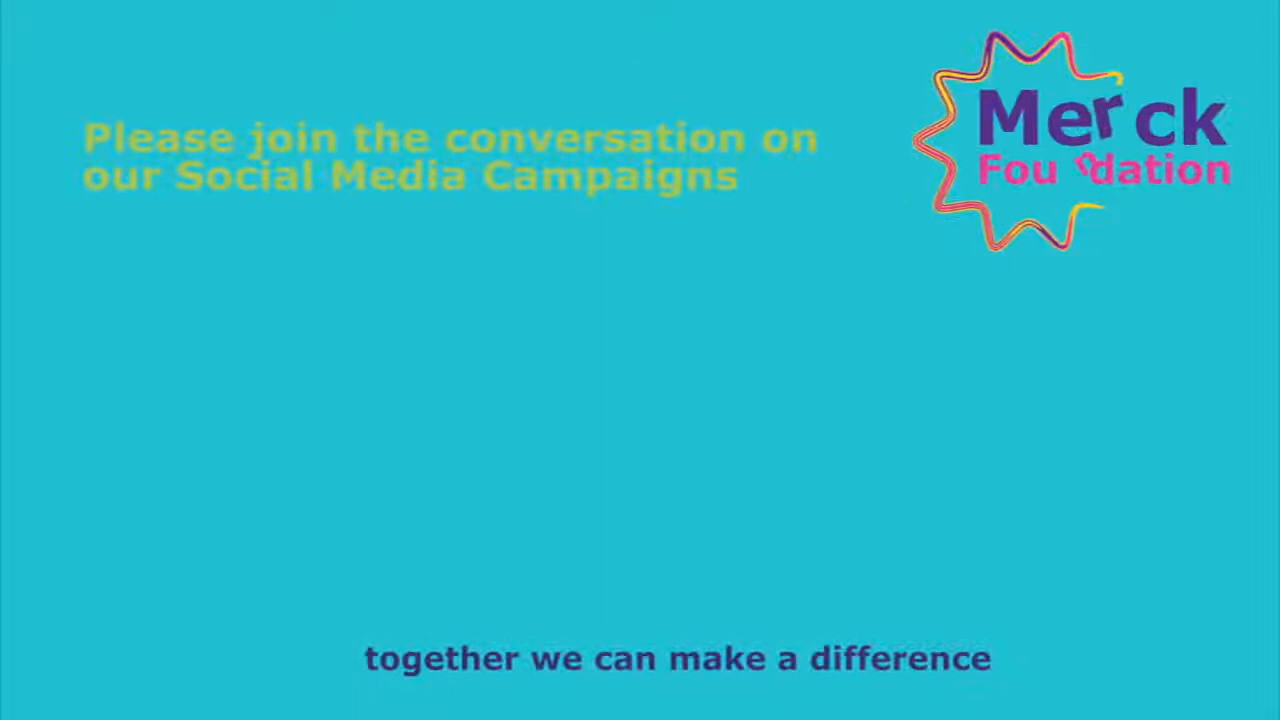 Please join the conversation on
our Social Media Campaigns
Merck
Foundation
together we can make a difference